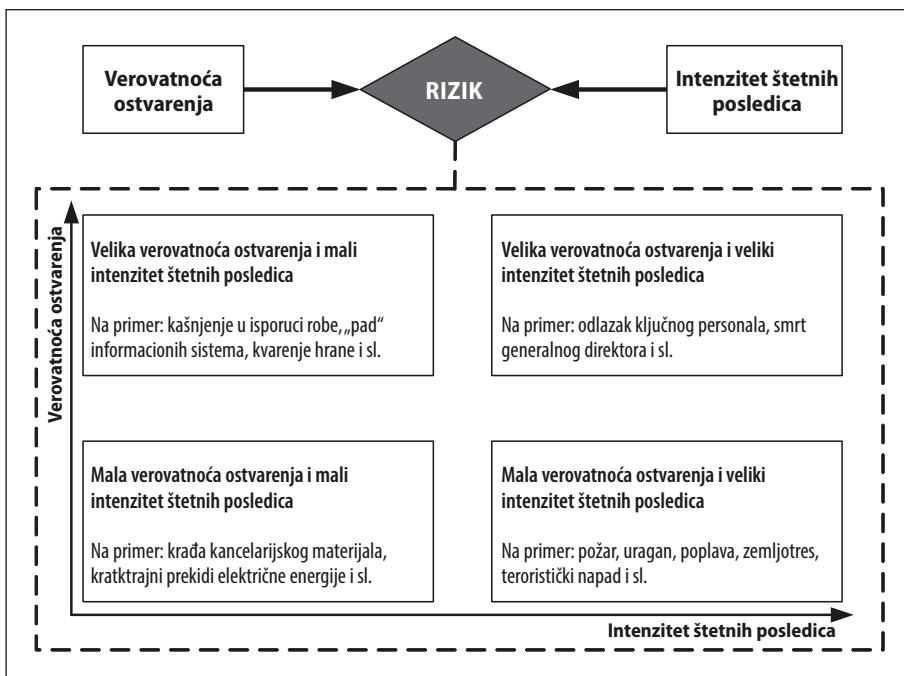 Verovatnoća
ostvarenja
RIZIK
Intenzitet štetnih
posledica
Verovatnoća ostvarenja
Velika verovatnoća ostvarenja i mali
intenzitet štetnih posledica
Na primer: kašnjenje u isporuci robe, „pad“
informacionih sistema, kvarenje hrane i sl.
Velika verovatnoća ostvarenja i veliki
intenzitet štetnih posledica
Na primer: odlazak ključnog personala, smrt
generalnog direktora i sl.
Mala verovatnoća ostvarenja i mali
intenzitet štetnih posledica
Na primer: krađa kancelarijskog materijala,
kratktrajni prekidi električne energije i sl.
Mala verovatnoća ostvarenja i veliki
intenzitet štetnih posledica
Na primer: požar, uragan, poplava, zemljotres,
teroristički napad i sl.
Intenzitet štetnih posledica